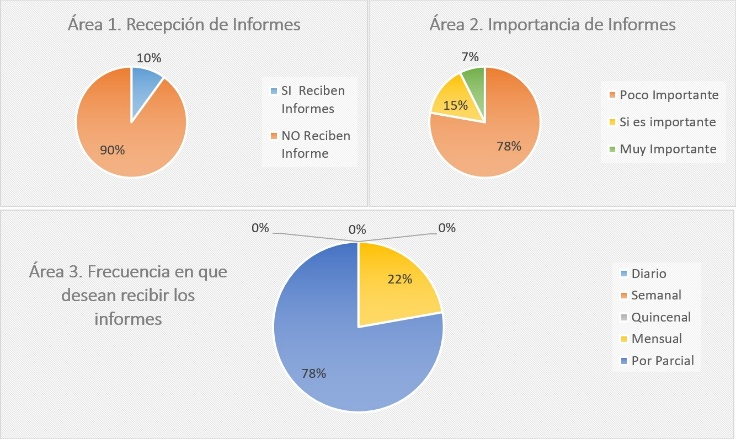 Área 1. Recepción de Informes
10%
90%
SI  Reciben
Informes
NO Reciben
Informe
Área 2. Importancia de Informes
7%
15%
78%
Poco Importante
Si es importante
Muy Importante
Área 3. Frecuencia en que
desean recibir los
informes
0%
0%
0%
22%
78%
Diario
Semanal
Quincenal
Mensual
Por Parcial